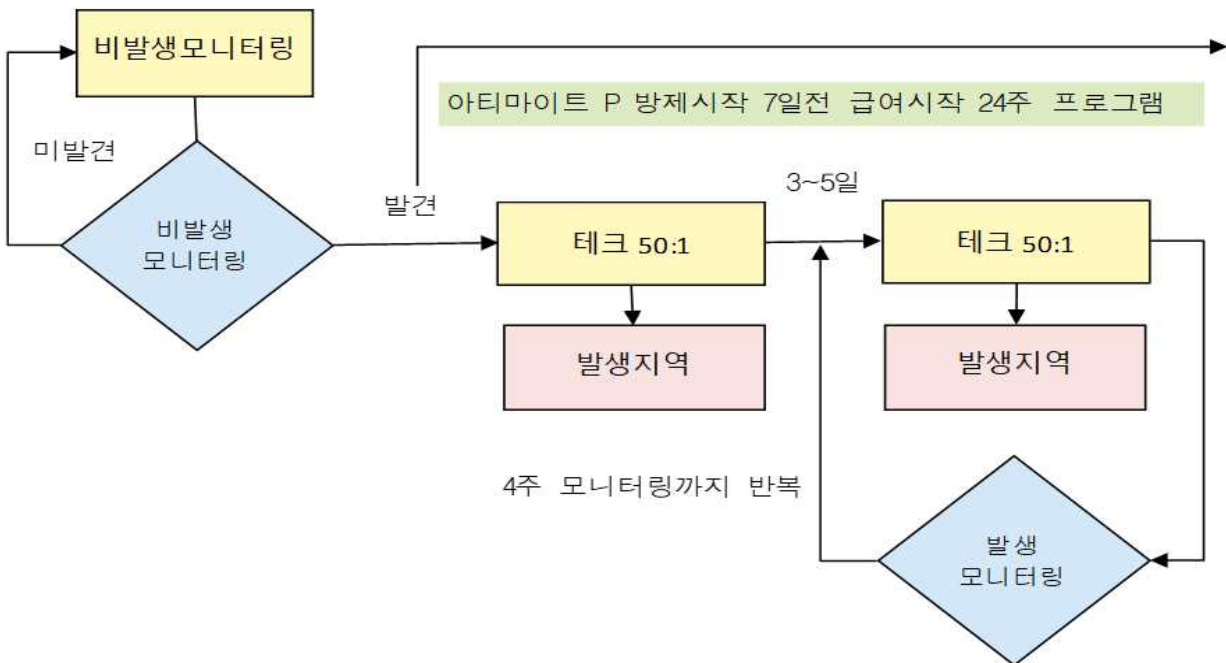 비발생모니터링
아티마이트 P 방제시작 7일전 급여시작 24주 프로그램
미발견
발견
3~5일
비발생
모니터링
테크 50:1
테크 50:1
발생지역
발생지역
4주 모니터링까지 반복
발생
모니터링